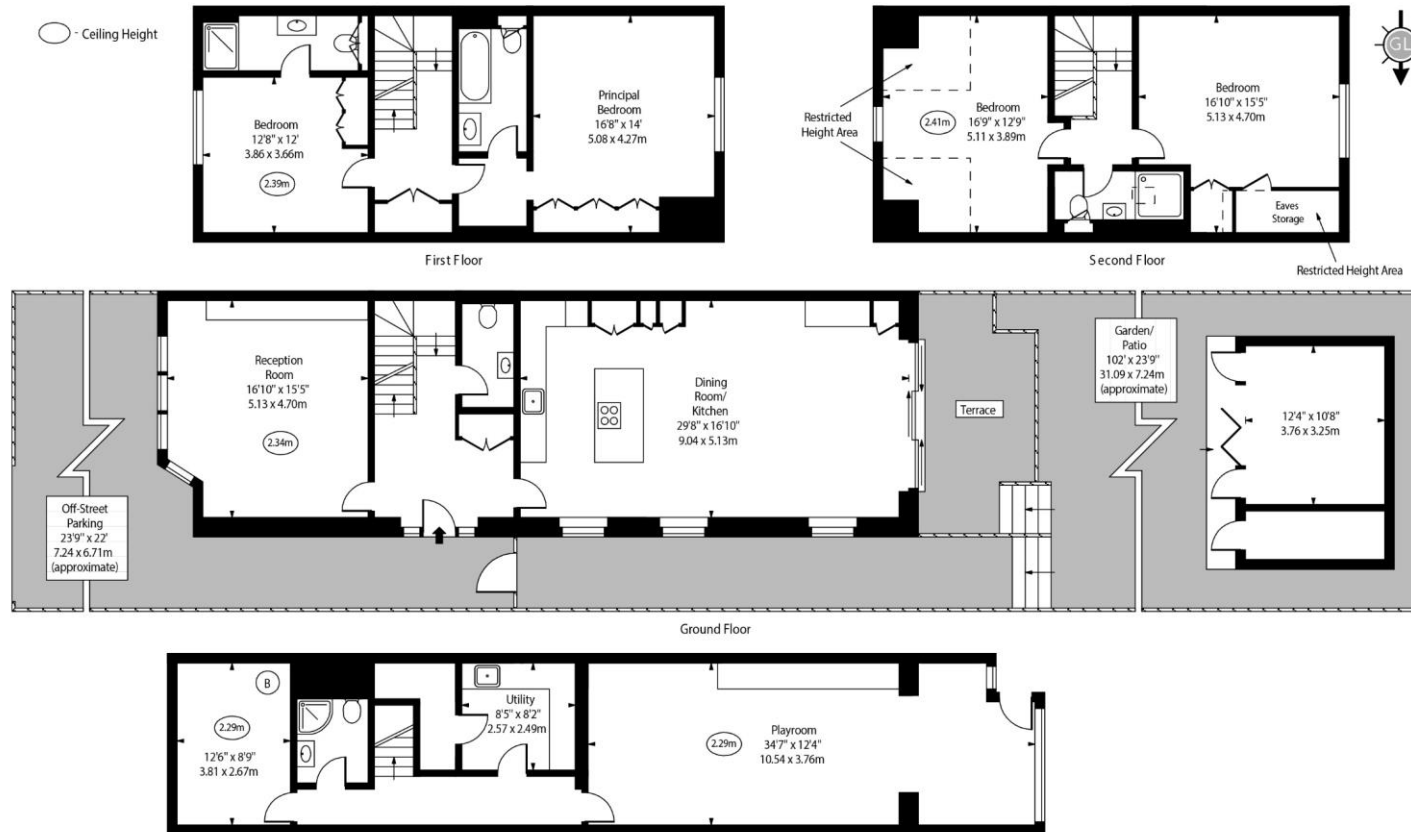 - Ceiling Height
Bedroom
12'8" x 12'
3.86 x 3.66m
2.39m
Principal
Bedroom
16'8" x 14'
5.08 x 4.27m
First Floor
Restricted
Height Area
2.41m
Bedroom
16'9" x 12'9"
5.11 x 3.89m
Bedroom
16'10" x 15'5"
5.13 x 4.70m
Eaves
Storage
Second Floor
Restricted Height Area
GL
Off-Street
Parking
23'9" x 22'
7.24 x 6.71m
(approximate)
Reception
Room
16'10" x 15'5"
5.13 x 4.70m
2.34m
Dining
Room/
Kitchen
29'8" x 16'10"
9.04 x 5.13m
Terrace
Garden/
Patio
102' x 23'9"
31.09 x 7.24m
(approximate)
12'4" x 10'8"
3.76 x 3.25m
Ground Floor
B
2.29m
12'6" x 8'9"
3.81 x 2.67m
Utility
8'5" x 8'2"
2.57 x 2.49m
2.29m
Playroom
34'7" x 12'4"
10.54 x 3.76m